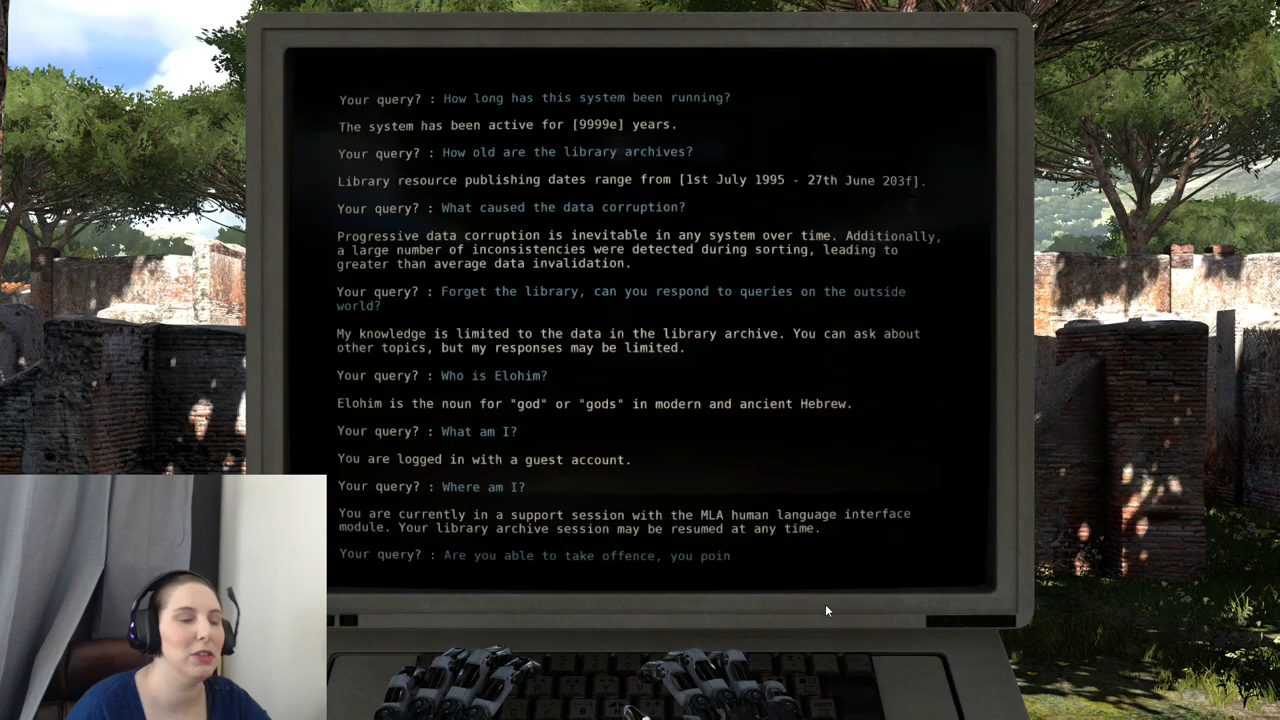 Your query? : How long has this system been running?
The system has been active for [9999e] years.
Your query? : How old are the library archives?
Library resource publishing dates range from [1st July 1995 - 27th June 203f].
Your query? : What caused the data corruption?
Progressive data corruption is inevitable in any system over time. Additionally,
a large number of inconsistencies were detected during sorting, leading to
greater than average data invalidation.
Your query? : Forget the library, can you respond to queries on the outside
world?
My knowledge is limited to the data in the library archive. You can ask about
other topics, but my responses may be limited.
Your query? : Who is Elohim?
Elohim is the noun for "god" or "gods" in modern and ancient Hebrew.
Your query? : What am I?
You are logged in with a guest account.
Your query? : Where am I?
You are currently in a support session with the MLA human language interface
module. Your library archive session may be resumed at any time.
Your query? : Are you able to take offence, you poin